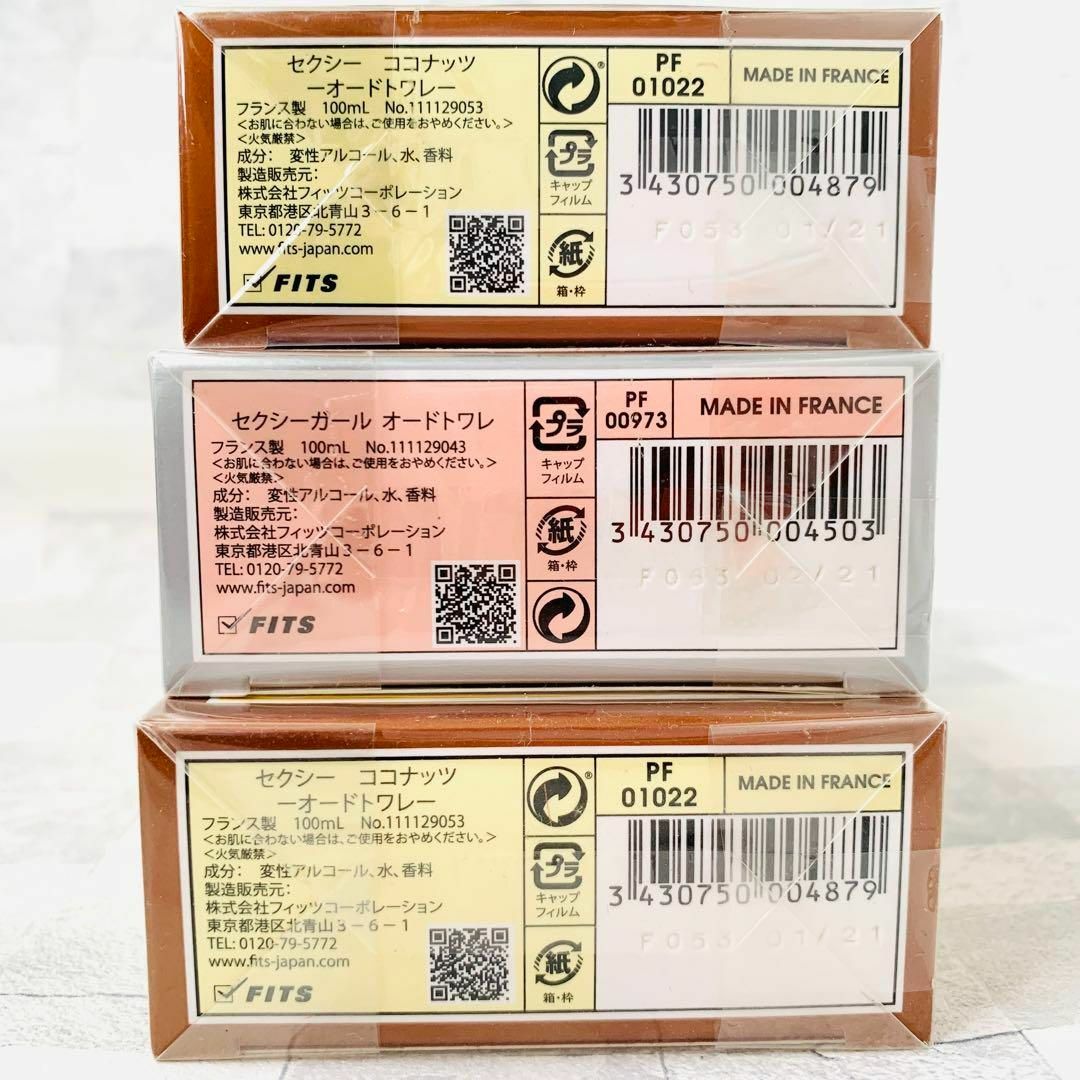 セクシー ココナッツ
ーオードトワレー
フランス製 100mL No.111129053
<お肌に合わない場合は、ご使用をおやめください。>
<火気厳禁>
成分： 変性アルコール、水、香料
製造販売元：
株式会社フィッツコーポレーション
東京都港区北青山3-6-1
TEL: 0120-79-5772
www.fits-japan.com
FITS
®
プラ
キャップ
フィルム
紙
箱・枠
PF
01022
MADE IN FRANCE
3 430750 004879
F053 01/21
セクシーガール オードトワレ
フランス製 100mL No.111129043
<お肌に合わない場合は、ご使用をおやめください。>
<火気厳禁>
成分： 変性アルコール、水、香料
製造販売元：
株式会社フィッツコーポレーション
東京都港区北青山3-6-1
TEL: 0120-79-5772
www.fits-japan.com
FITS
プラ
キャップ
フィルム
紙
箱・枠
PF
00973
MADE IN FRANCE
3 430750 004503
F063 02/21
セクシー ココナッツ
ーオードトワレー
フランス製 100mL No.111129053
<お肌に合わない場合は、ご使用をおやめください。>
<火気厳禁>
成分： 変性アルコール、水、香料
製造販売元：
株式会社フィッツコーポレーション
東京都港区北青山3-6-1
TEL: 0120-79-5772
www.fits-japan.com
FITS
®
プラ
キャップ
フィルム
紙
箱・枠
PF
01022
MADE IN FRANCE
3 430750 004879
F053 01/21